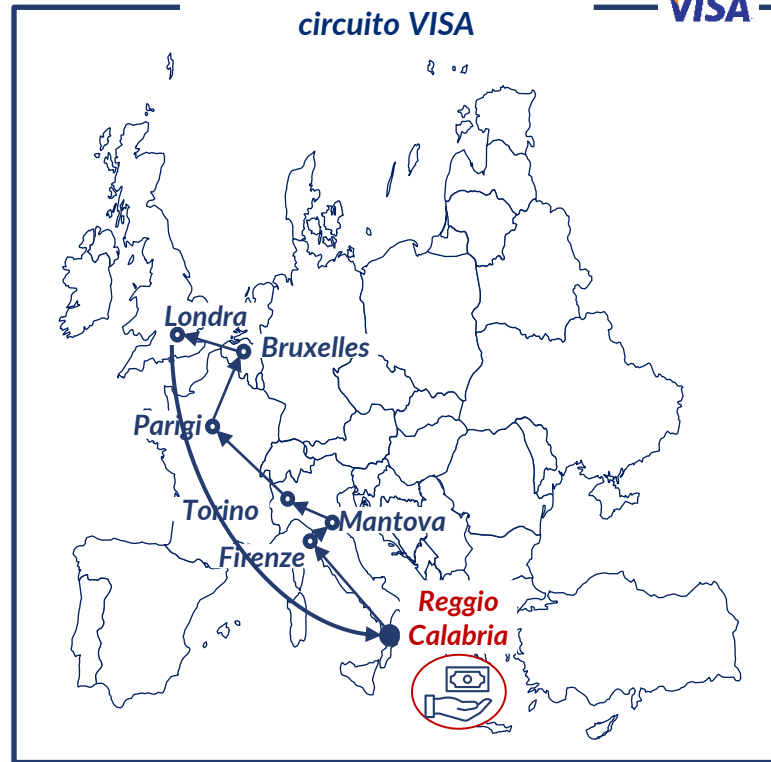 circuito VISA
VISA
Londra
Bruxelles
Parigi
Torino
Mantova
Firenze
Reggio
Calabria